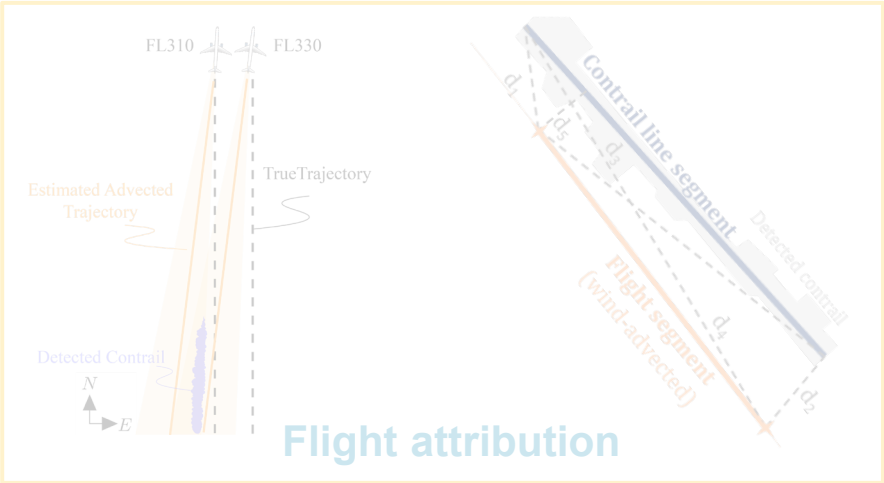 FL310
FL330
TrueTrajectory
Estimated Advected
Trajectory
Detected Contrail
N
E
d1
d5
d3
Contrail line segment
Detected contrail
Flight segment
(wind-advected)
d4
d2
Flight attribution